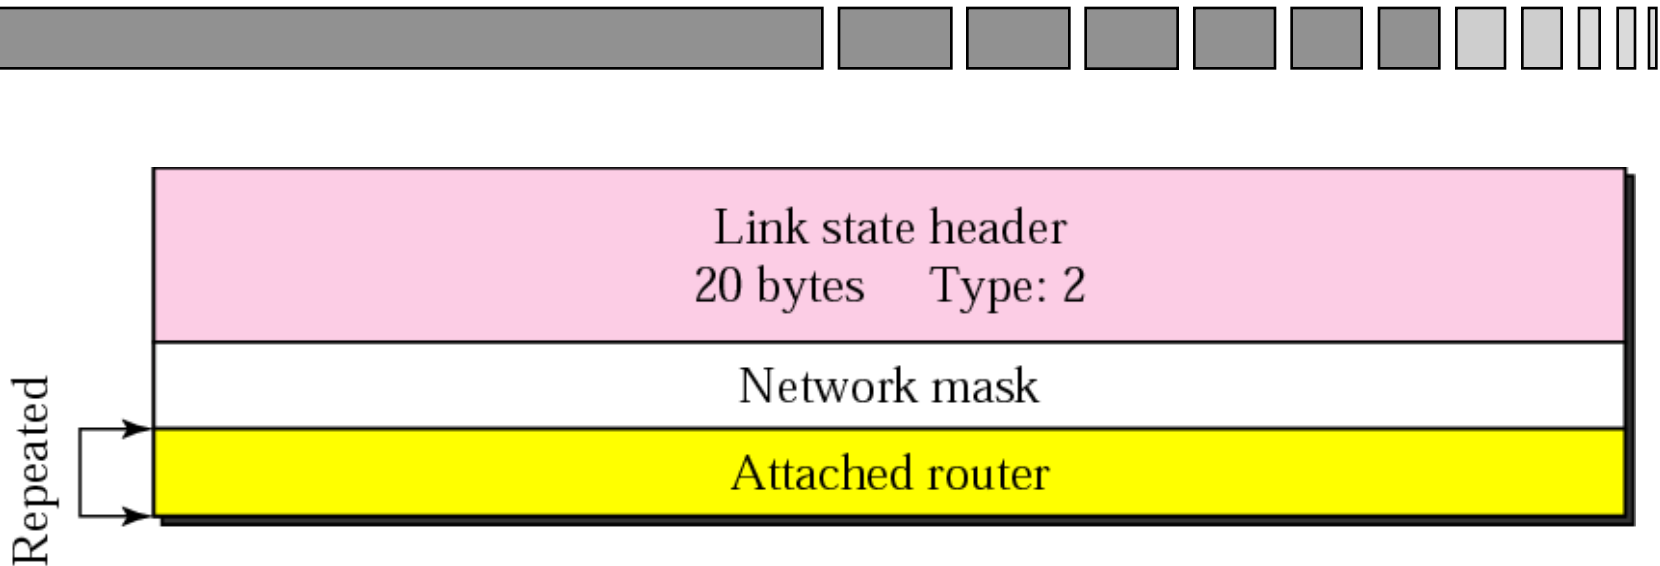 Link state header
20 bytes Type: 2
Network mask
Attached router
Repeated